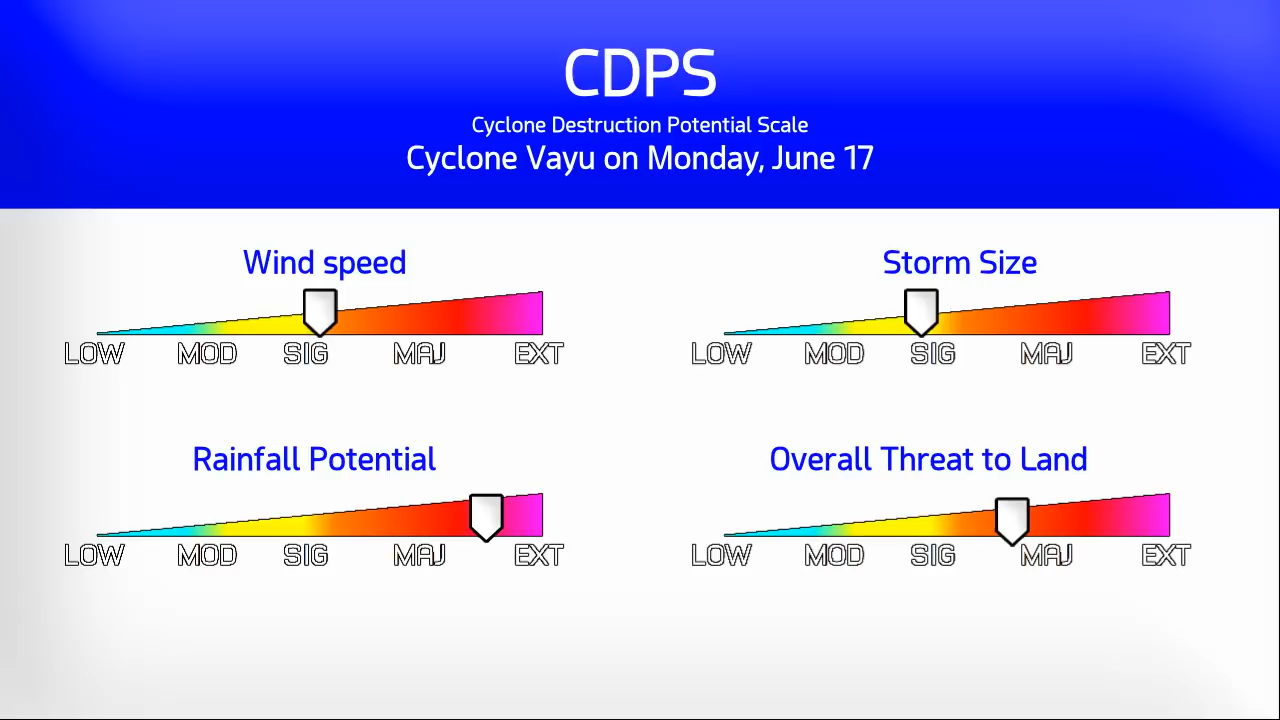 CDPS
Cyclone Destruction Potential Scale
Cyclone Vayu on Monday, June 17
Wind speed
LOW MOD SIG MAJ EXT
Storm Size
LOW MOD SIG MAJ EXT
Rainfall Potential
LOW MOD SIG MAJ EXT
Overall Threat to Land
LOW MOD SIG MAJ EXT